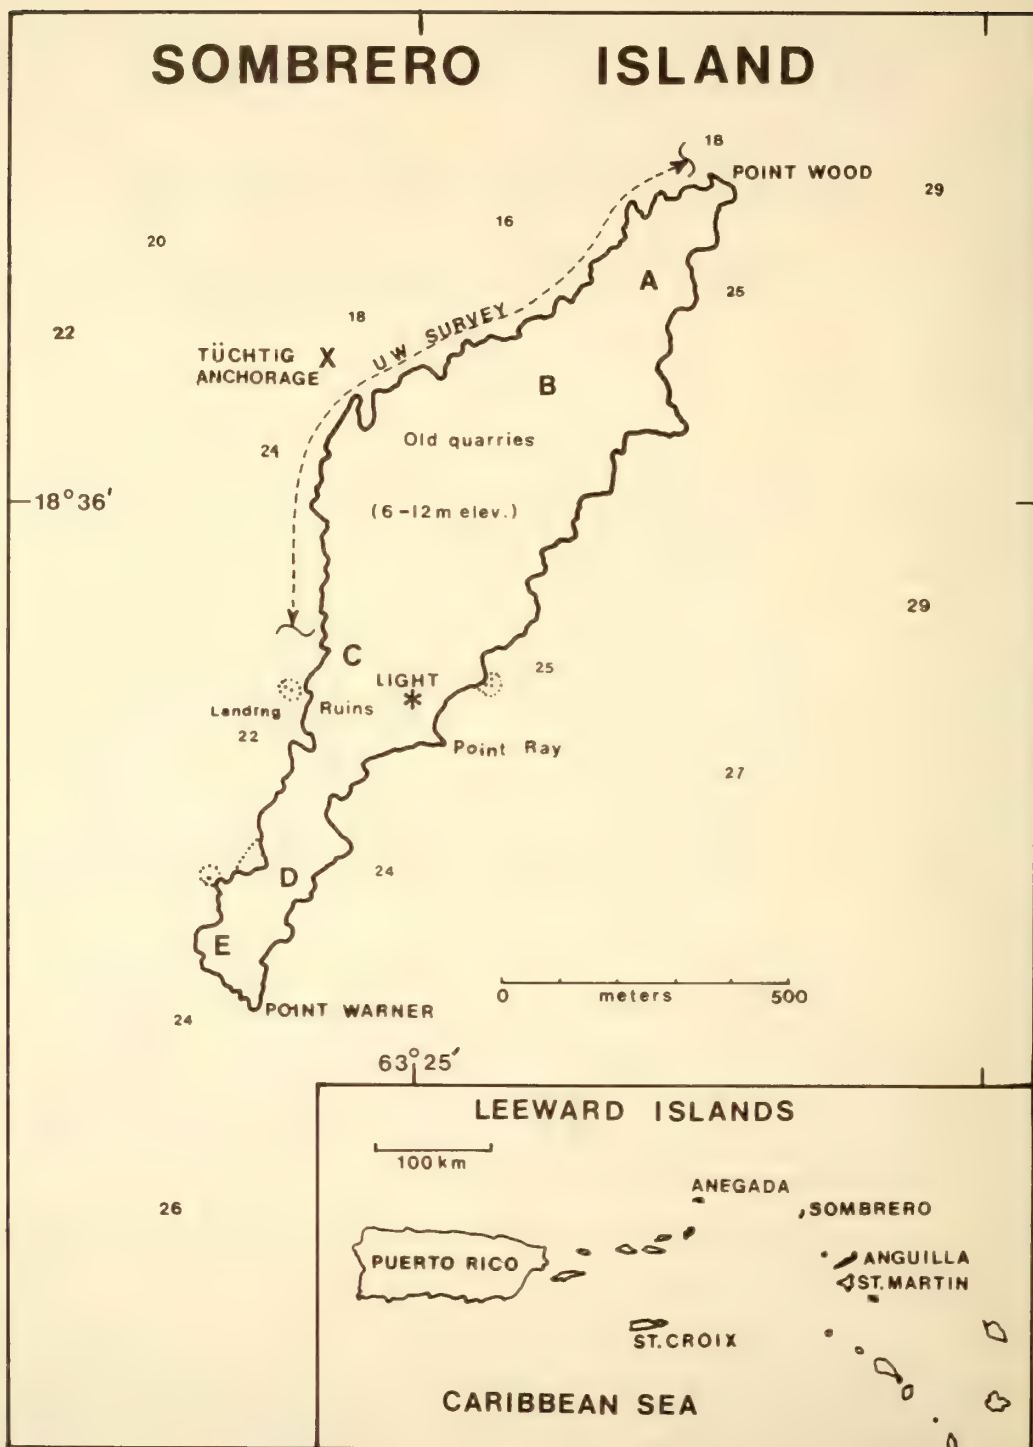 SOMBRERO ISLAND
18
POINT WOOD
29
16
20
A
25
18
UW SURVEY
22
TÜCHTIG
ANCHORAGE
X
B
24
Old quarries
18°36′
(6-12m elev.)
29
C
25
LIGHT
Landing
Ruins
22
Point Ray
27
24
D
E
0 meters 500
24
POINT WARNER
63°25′
LEEWARD ISLANDS
100 km
ANEGADA
26
SOMBRERO
PUERTO RICO
ANGUILLA
ST. MARTIN
ST. CROIX
CARIBBEAN SEA